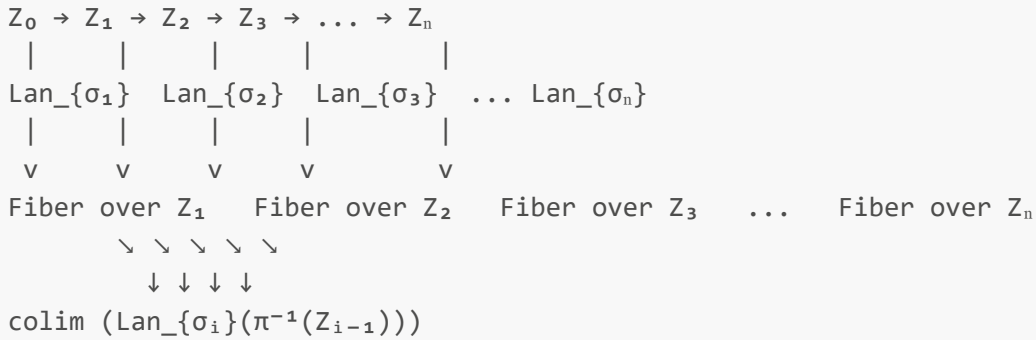 Z₀ → Z₁ → Z₂ → Z₃ → ... → Zₙ
| | | | |
Lan_{σ₁} Lan_{σ₂} Lan_{σ₃} ... Lan_{σₙ}
| | | | |
v v v v v
Fiber over Z₁ Fiber over Z₂ Fiber over Z₃ ... Fiber over Zₙ
↘ ↘ ↘ ↘ ↘
↓ ↓ ↓ ↓
colim (Lan_{σᵢ}(π⁻¹(Zᵢ₋₁)))